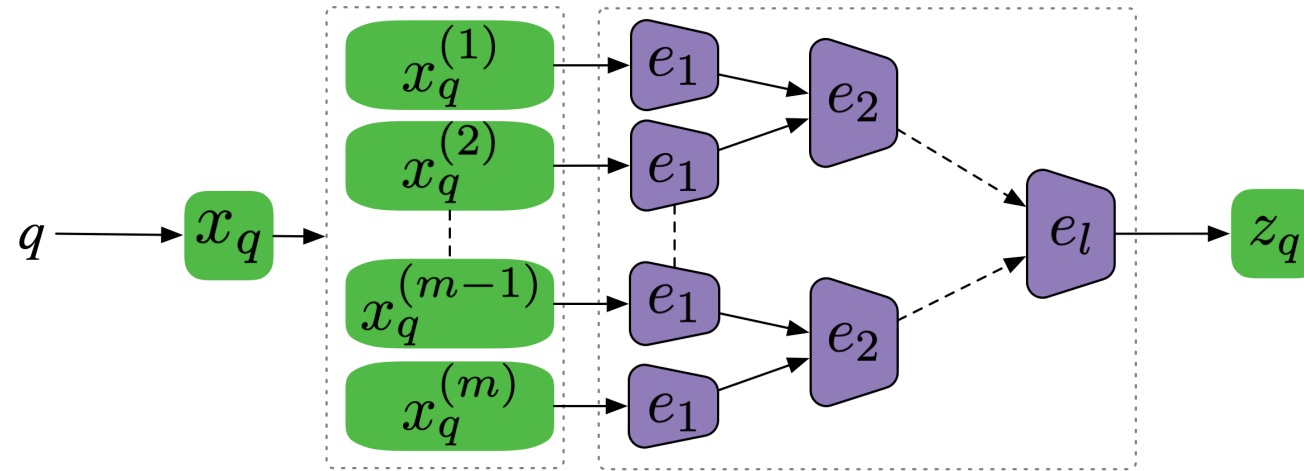 q
x_q
x_q^{(1)}
x_q^{(2)}
x_q^{(m-1)}
x_q^{(m)}
e_1
e_1
e_1
e_1
e_2
e_2
e_l
z_q